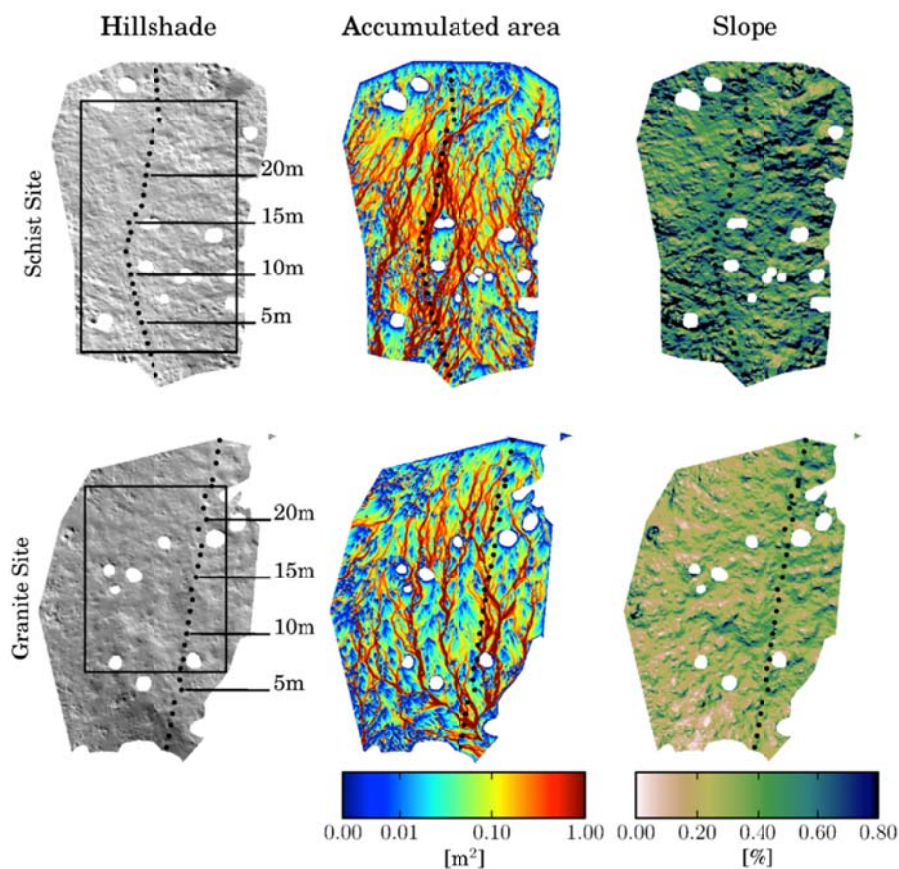 Hillshade
Accumulated area
Slope
Schist Site
20m
15m
10m
5m
Granite Site
20m
15m
10m
5m
0.00 0.01 0.10 1.00
[m²]
0.00 0.20 0.40 0.60 0.80
[%]